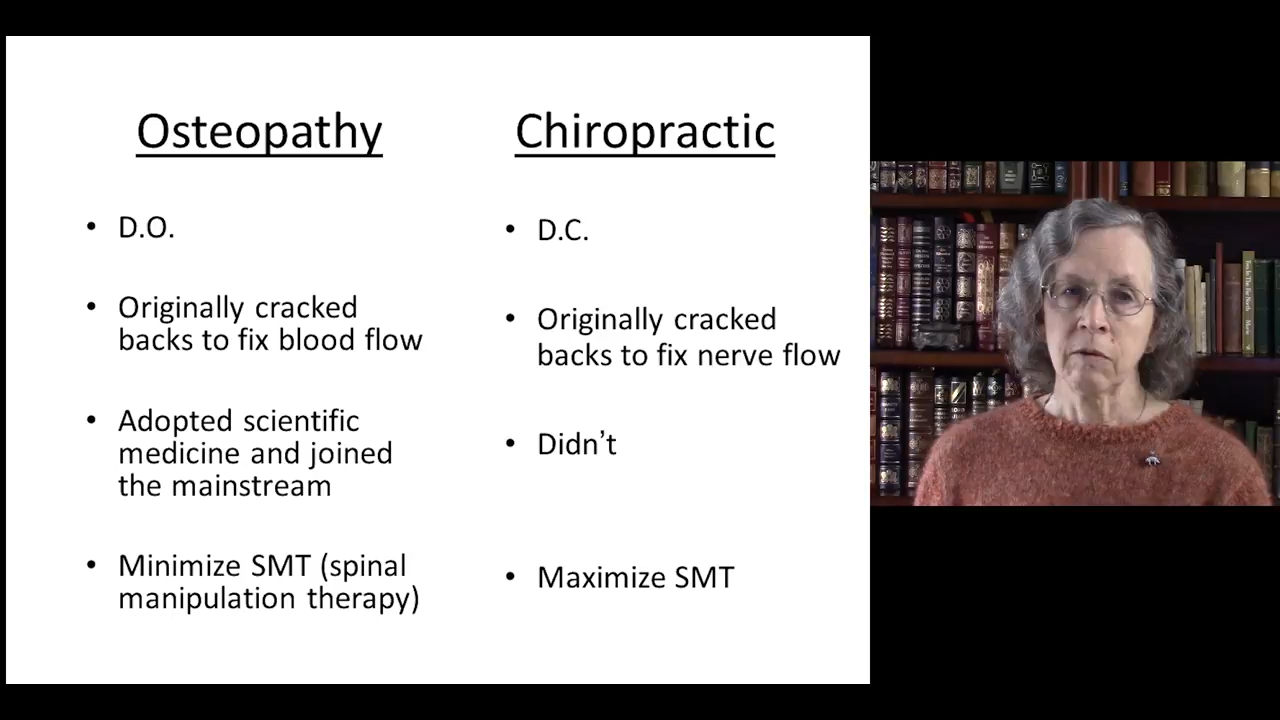 Osteopathy
• D.O.
• Originally cracked
backs to fix blood flow
• Adopted scientific
medicine and joined
the mainstream
• Minimize SMT (spinal
manipulation therapy)
Chiropractic
• D.C.
• Originally cracked
backs to fix nerve flow
• Didn’t
• Maximize SMT